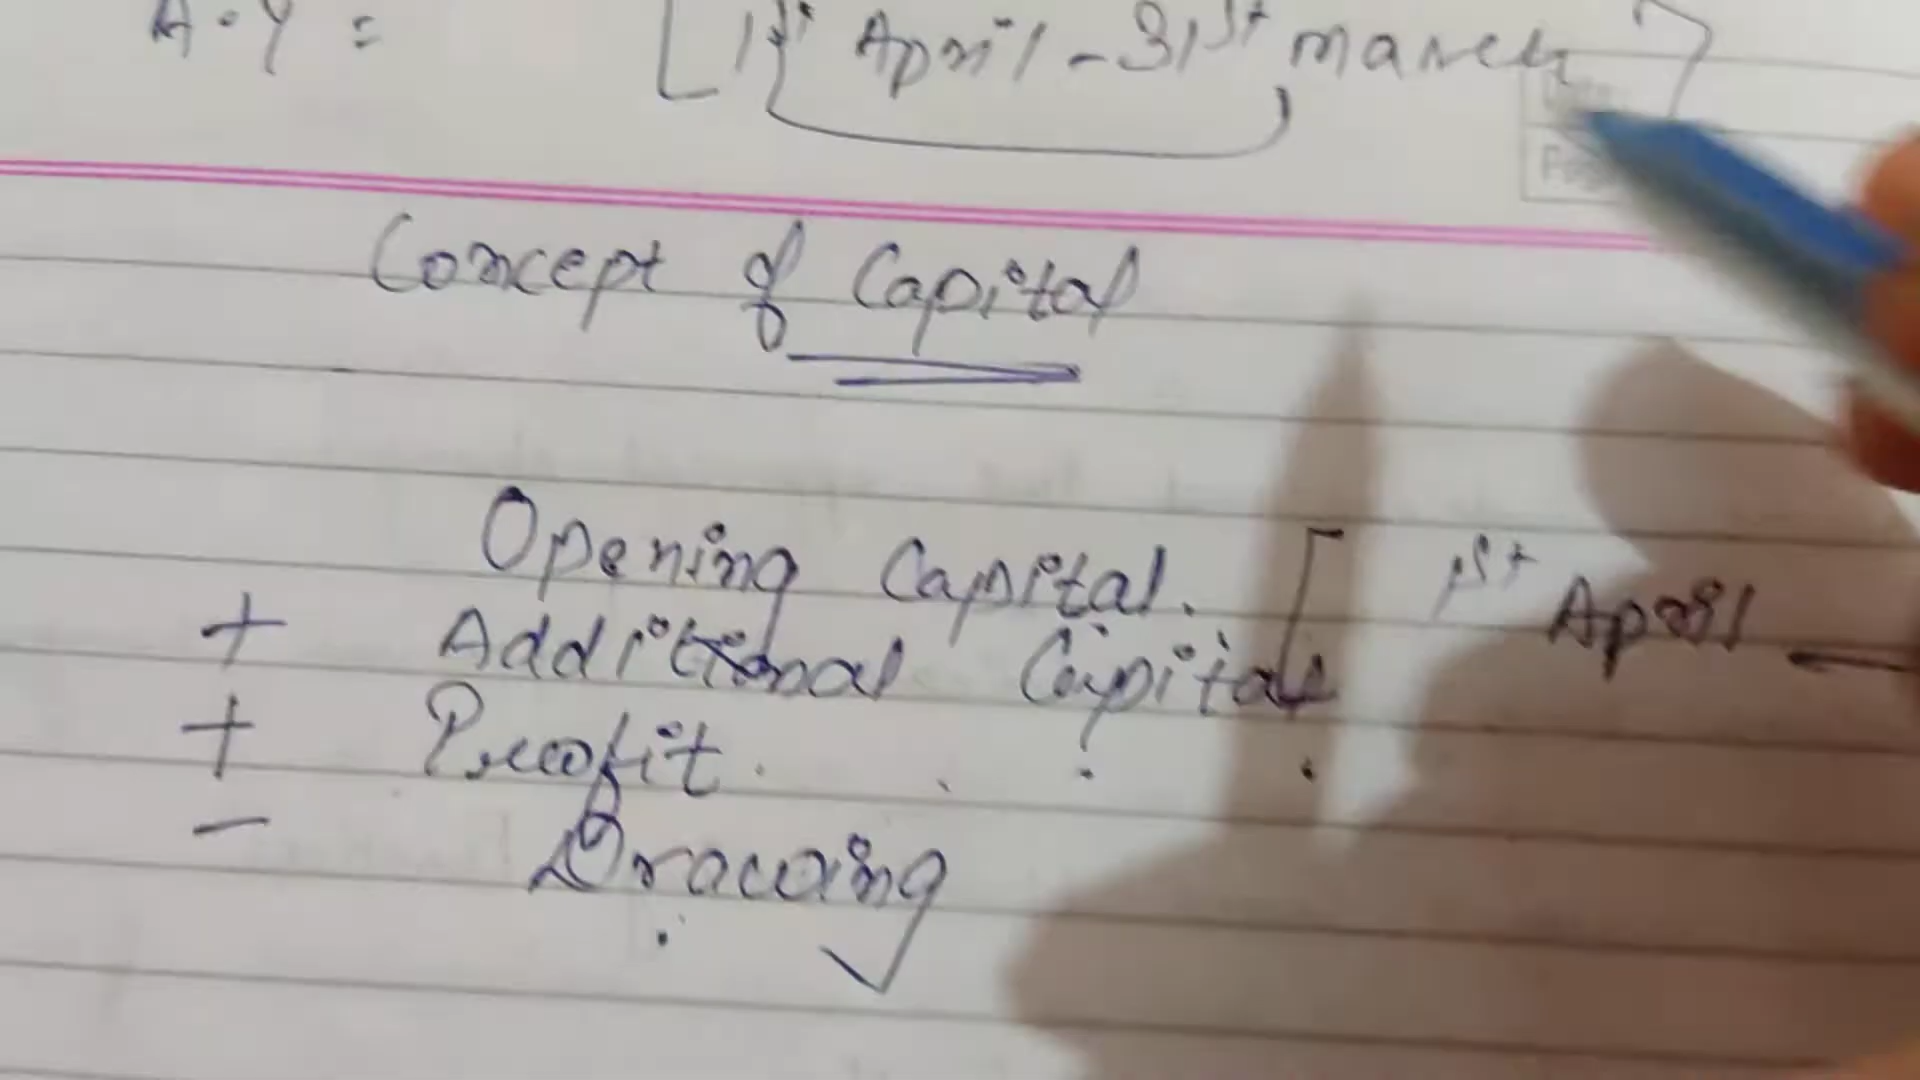 A.Y = [1st April - 31st march]
Concept of Capital
Opening Capital. [1st April -
+ Additional Capital
+ Profit.
- Drawing